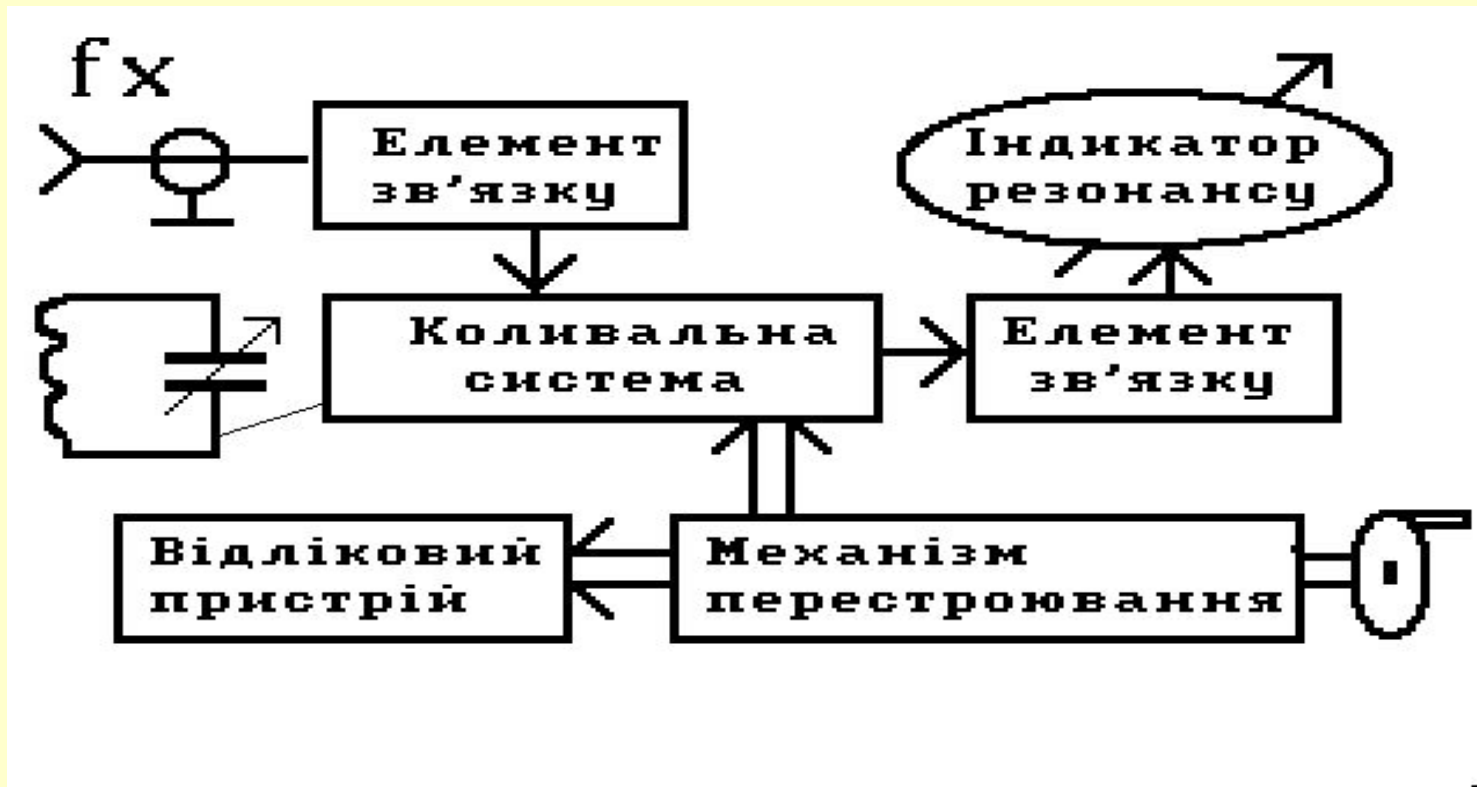 fx
Елемент
зв'язку
Індикатор
резонансу
Коливальна
система
Елемент
зв'язку
Відліковий
пристрій
Механізм
перестроювання